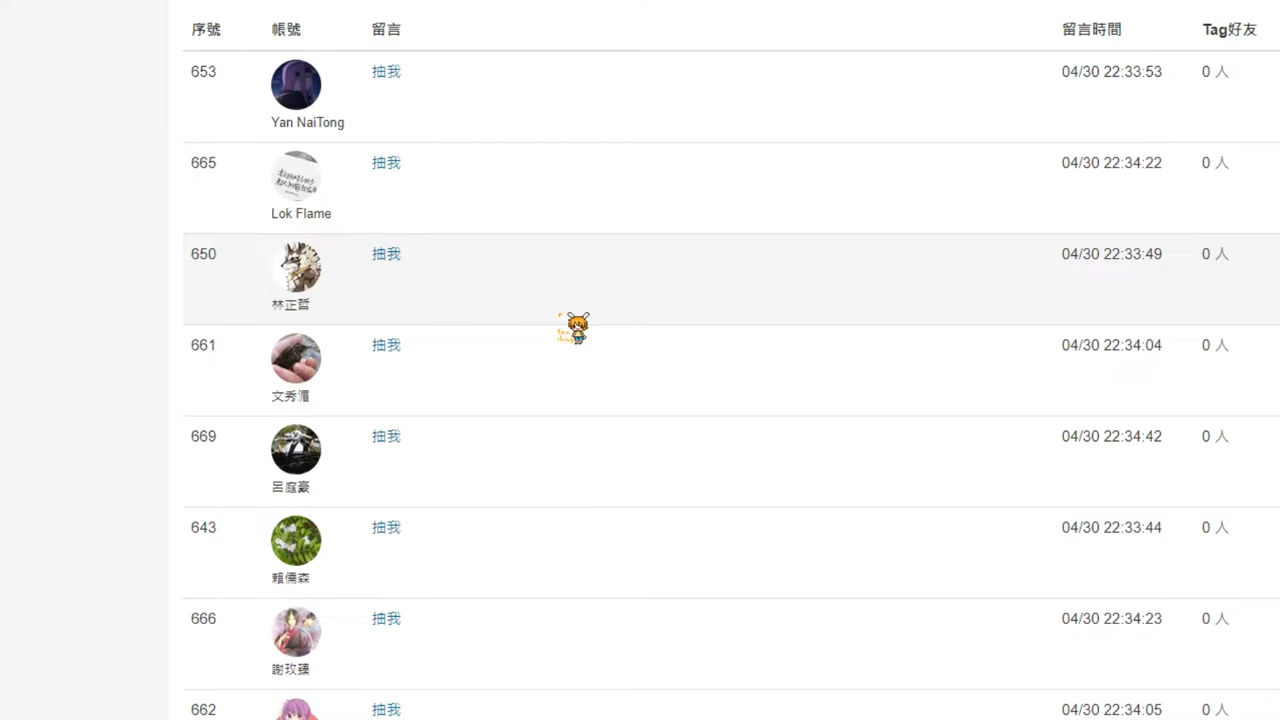 序號 帳號 留言 留言時間 Tag好友
653 抽我 04/30 22:33:53 0 人
Yan NaiTong
665 抽我 04/30 22:34:22 0 人
Lok Flame
650 抽我 04/30 22:33:49 0 人
林正哲
661 抽我 04/30 22:34:04 0 人
文秀湄
669 抽我 04/30 22:34:42 0 人
呂庭豪
643 抽我 04/30 22:33:44 0 人
賴儒森
666 抽我 04/30 22:34:23 0 人
謝玫臻
662 抽我 04/30 22:34:05 0 人